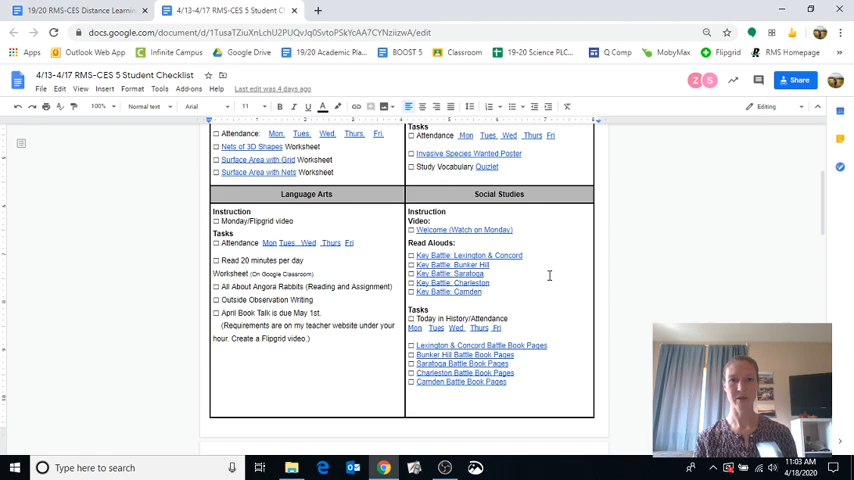 19/20 RMS-CES Distance Learnin
4/13-4/17 RMS-CES 5 Student C
docs.google.com/document/d/1TusaTZiuXnLchU2PUQvJq0SvtoPSkYcAA7CYNziizwA/edit
Apps Outlook Web App Infinite Campus Google Drive 19/20 Academic Plan... BOOST 5 Classroom 19-20 Science PLC... Q Comp MobyMax Flipgrid RMS Homepage
4/13-4/17 RMS-CES 5 Student Checklist
File Edit View Insert Format Tools Add-ons Help Last edit was 4 days ago
Z S Share
100% Normal text Arial 11 Editing
Attendance: Mon. Tues. Wed. Thurs. Fri.
Nets of 3D Shapes Worksheet
Surface Area with Grid Worksheet
Surface Area with Nets Worksheet
Tasks
Attendance Mon Tues Wed Thurs Fri
Invasive Species Wanted Poster
Study Vocabulary Quizlet
Language Arts
Instruction
Monday/Flipgrid video
Tasks
Attendance Mon Tues Wed Thurs Fri
Read 20 minutes per day
Worksheet (On Google Classroom)
All About Angora Rabbits (Reading and Assignment)
Outside Observation Writing
April Book Talk is due May 1st.
(Requirements are on my teacher website under your
hour. Create a Flipgrid video.)
Social Studies
Instruction
Video:
Welcome (Watch on Monday)
Read Alouds:
Key Battle: Lexington & Concord
Key Battle: Bunker Hill
Key Battle: Saratoga
Key Battle: Charleston
Key Battle: Camden
Tasks
Today in History/Attendance
Mon Tues Wed Thurs Fri
Lexington & Concord Battle Book Pages
Bunker Hill Battle Book Pages
Saratoga Battle Book Pages
Charleston Battle Book Pages
Camden Battle Book Pages
Type here to search
11:03 AM
4/18/2020